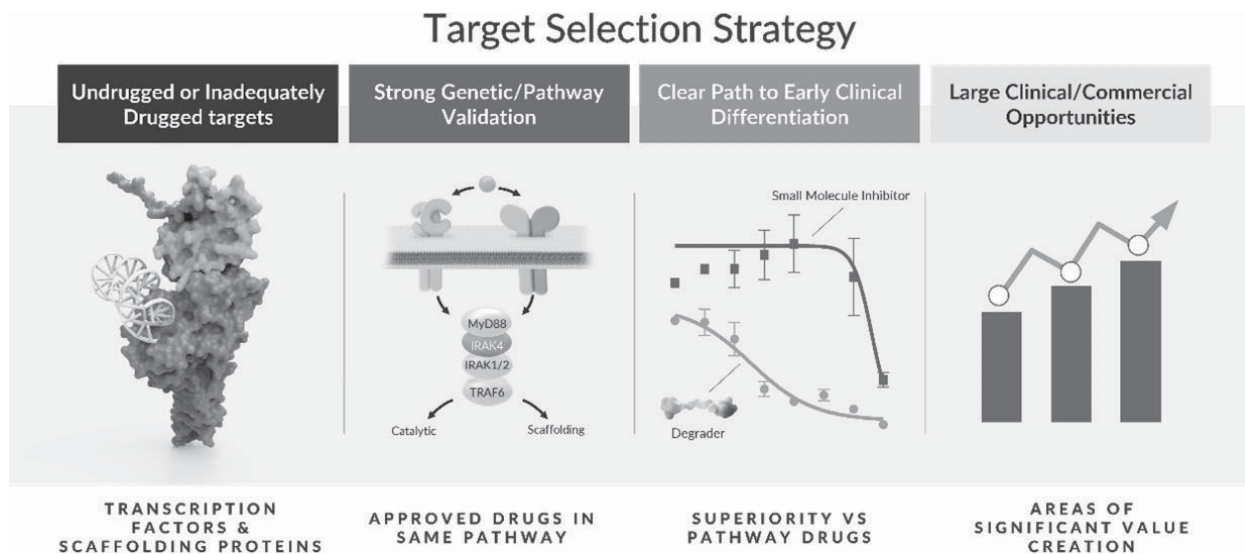 Target Selection Strategy
Undrugged or Inadequately
Drugged targets
Strong Genetic/Pathway
Validation
Clear Path to Early Clinical
Differentiation
Large Clinical/Commercial
Opportunities
MyD88
IRAK4
IRAK1/2
TRAF6
Catalytic
Scaffolding
Small Molecule Inhibitor
Degrader
TRANSCRIPTION
FACTORS &
SCAFFOLDING PROTEINS
APPROVED DRUGS IN
SAME PATHWAY
SUPERIORITY VS
PATHWAY DRUGS
AREAS OF
SIGNIFICANT VALUE
CREATION